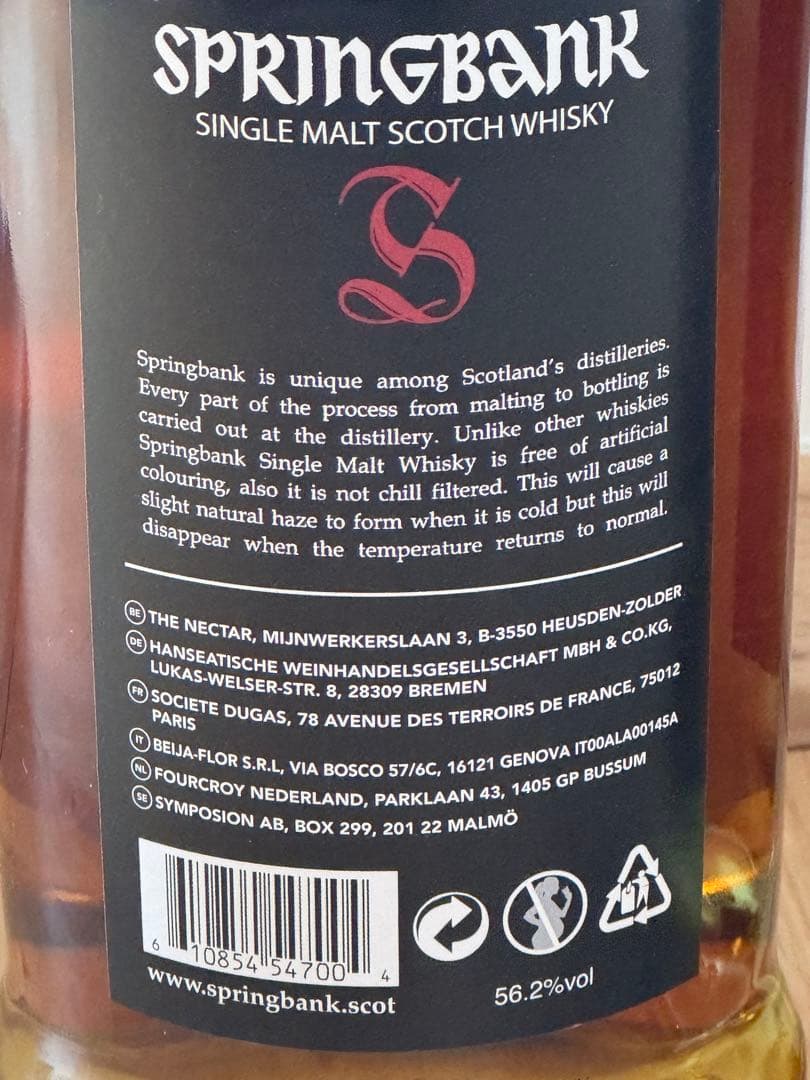 SPRINGBANK
SINGLE MALT SCOTCH WHISKY
S
Springbank is unique among Scotland's distilleries.
Every part of the process from malting to bottling is
carried out at the distillery. Unlike other whiskies
Springbank Single Malt Whisky is free of artificial
colouring, also it is not chill filtered. This will cause a
slight natural haze to form when it is cold but this will
disappear when the temperature returns to normal.
BE THE NECTAR, MIJNWERKERSLAAN 3, B-3550 HEUSDEN-ZOLDER
DE HANSEATISCHE WEINHANDELSGESELLSCHAFT MBH & CO.KG,
LUKAS-WELSER-STR. 8, 28309 BREMEN
FR SOCIETE DUGAS, 78 AVENUE DES TERROIRS DE FRANCE, 75012
PARIS
IT BEIJA-FLOR S.R.L, VIA BOSCO 57/6C, 16121 GENOVA IT00ALA00145A
NL FOURCROY NEDERLAND, PARKLAAN 43, 1405 GP BUSSUM
SE SYMPOSION AB, BOX 299, 201 22 MALMÖ
6 10854 54700 4
www.springbank.scot
56.2%vol